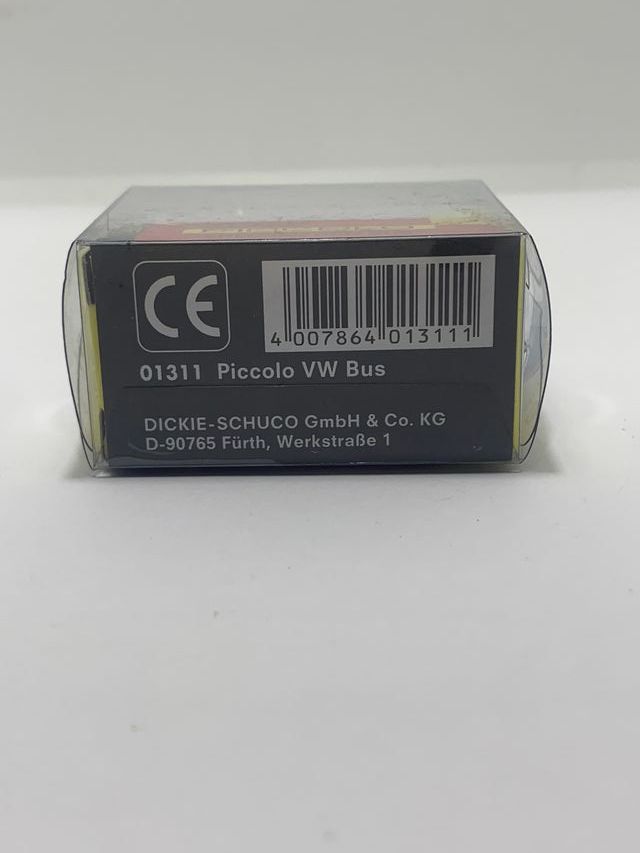 CE
4 007864 013111
01311 Piccolo VW Bus
DICKIE-SCHUCO GmbH & Co. KG
D-90765 Fürth, Werkstraße 1